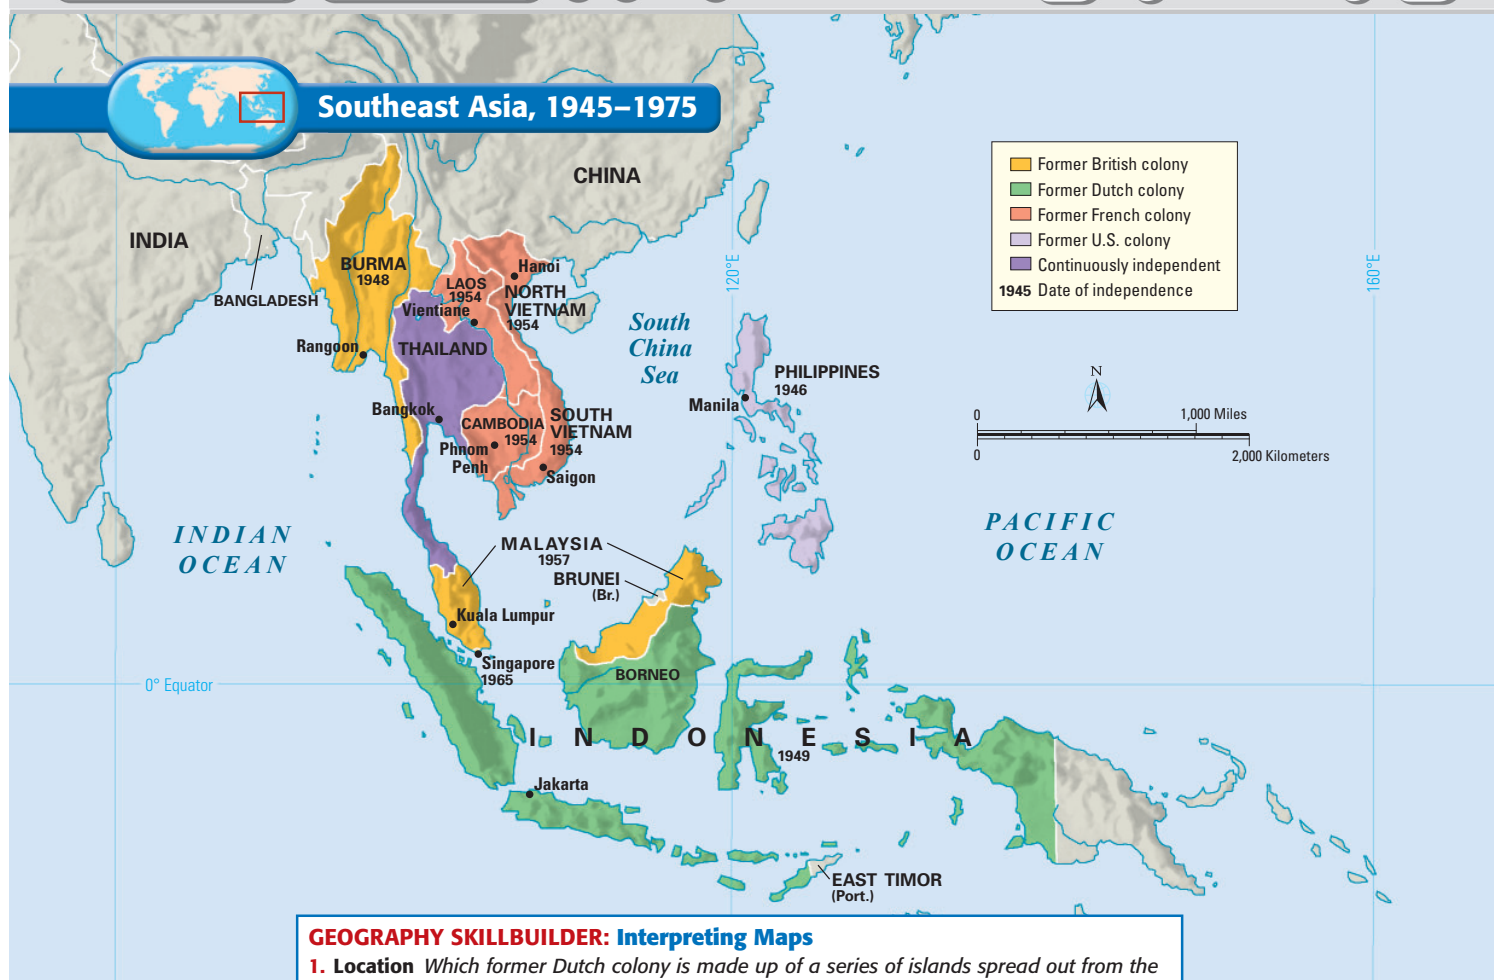 Southeast Asia, 1945–1975
CHINA
INDIA
BANGLADESH
BURMA
1948
Rangoon
LAOS
1954
Vientiane
Hanoi
NORTH
VIETNAM
1954
THAILAND
Bangkok
CAMBODIA
1954
Phnom
Penh
SOUTH
VIETNAM
1954
Saigon
South
China
Sea
PHILIPPINES
1946
Manila
120°E
160°E
Former British colony
Former Dutch colony
Former French colony
Former U.S. colony
Continuously independent
1945 Date of independence
N
0 1,000 Miles
0 2,000 Kilometers
INDIAN
OCEAN
PACIFIC
OCEAN
MALAYSIA
1957
BRUNEI
(Br.)
Kuala Lumpur
Singapore
1965
BORNEO
0° Equator
INDONESIA
1949
Jakarta
EAST TIMOR
(Port.)
GEOGRAPHY SKILLBUILDER: Interpreting Maps
1. Location Which former Dutch colony is made up of a series of islands spread out from the